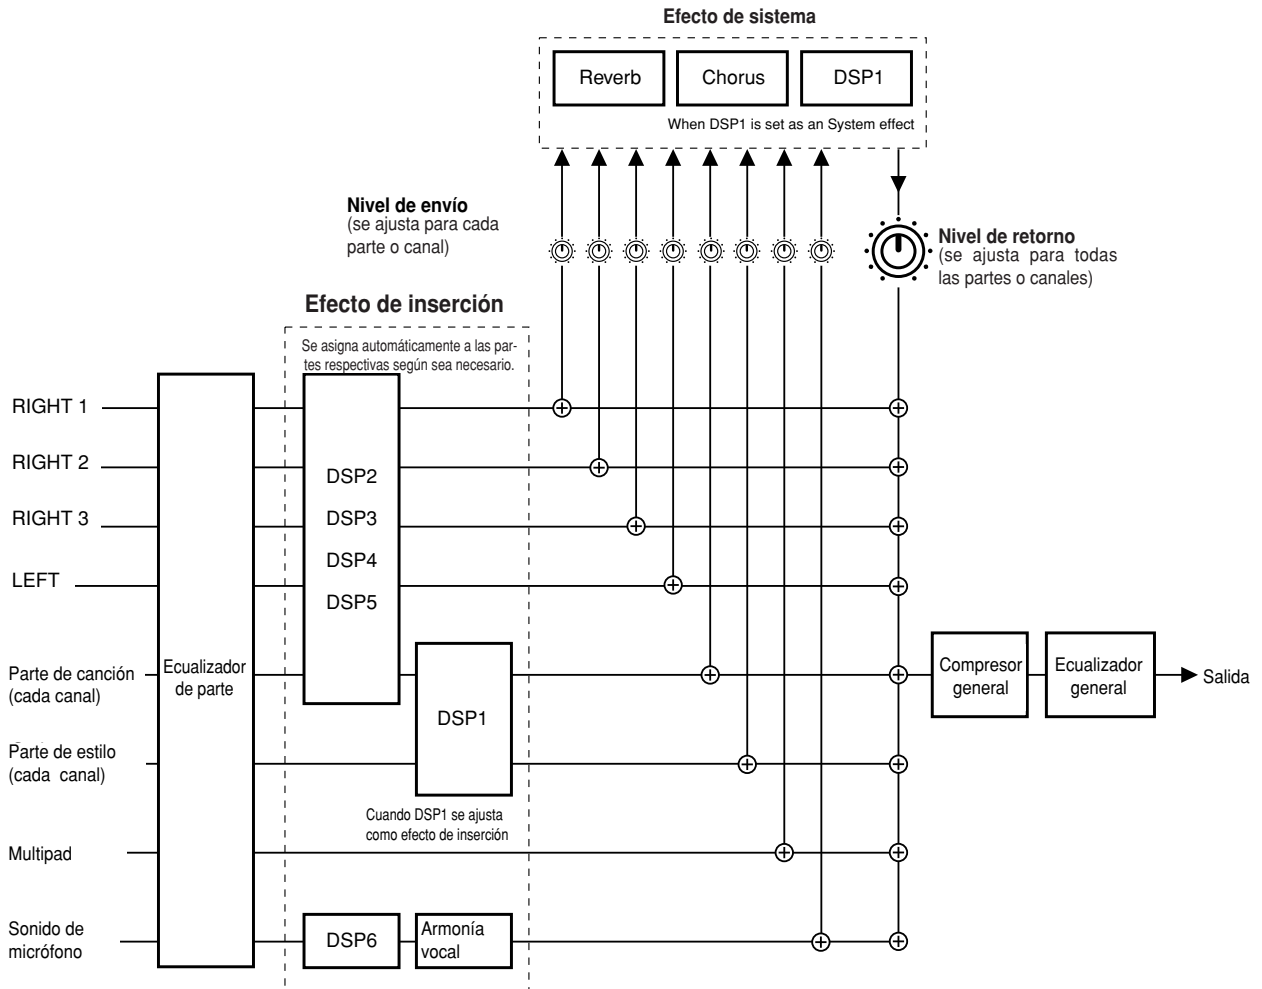 Efecto de sistema
Reverb
Chorus
DSP1
When DSP1 is set as an System effect
Nivel de envío
(se ajusta para cada
parte o canal)
Nivel de retorno
(se ajusta para todas
las partes o canales)
Efecto de inserción
Se asigna automáticamente a las par-
tes respectivas según sea necesario.
RIGHT 1
RIGHT 2
RIGHT 3
LEFT
Parte de canción
(cada canal)
Parte de estilo
(cada canal)
Multipad
Sonido de
micrófono
Ecualizador
de parte
DSP2
DSP3
DSP4
DSP5
DSP1
Cuando DSP1 se ajusta
como efecto de inserción
DSP6
Armonía
vocal
Compresor
general
Ecualizador
general
Salida